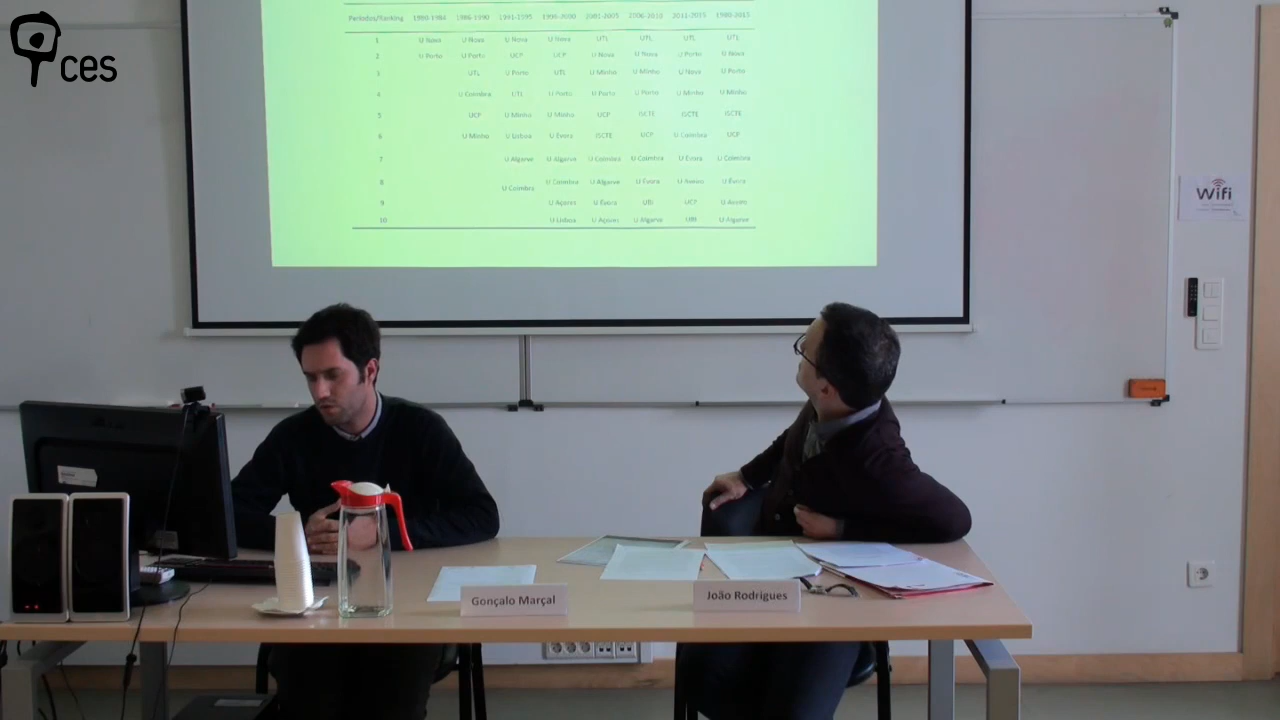 ces
Periodos/Ranking 1980-1984 1986-1990 1991-1995 1996-2000 2001-2005 2006-2010 2011-2015 1980-2015
1 U Nova U Nova U Nova U Nova UTL UTL UTL UTL
2 U Porto U Porto UCP UCP U Nova U Nova U Porto U Nova
3 UTL U Porto UTL U Minho U Minho U Nova U Porto
4 U Coimbra UTL U Porto U Porto U Porto U Minho U Minho
5 UCP U Minho U Minho UCP ISCTE ISCTE ISCTE
6 U Minho U Lisboa U Évora ISCTE UCP U Coimbra UCP
7 U Algarve U Algarve U Coimbra U Coimbra U Évora U Coimbra
8 U Coimbra U Coimbra U Algarve U Évora U Aveiro U Évora
9 U Açores U Évora UBI UCP U Aveiro
10 U Lisboa U Açores U Algarve UBI U Algarve
Wifi
Gonçalo Marçal
João Rodrigues